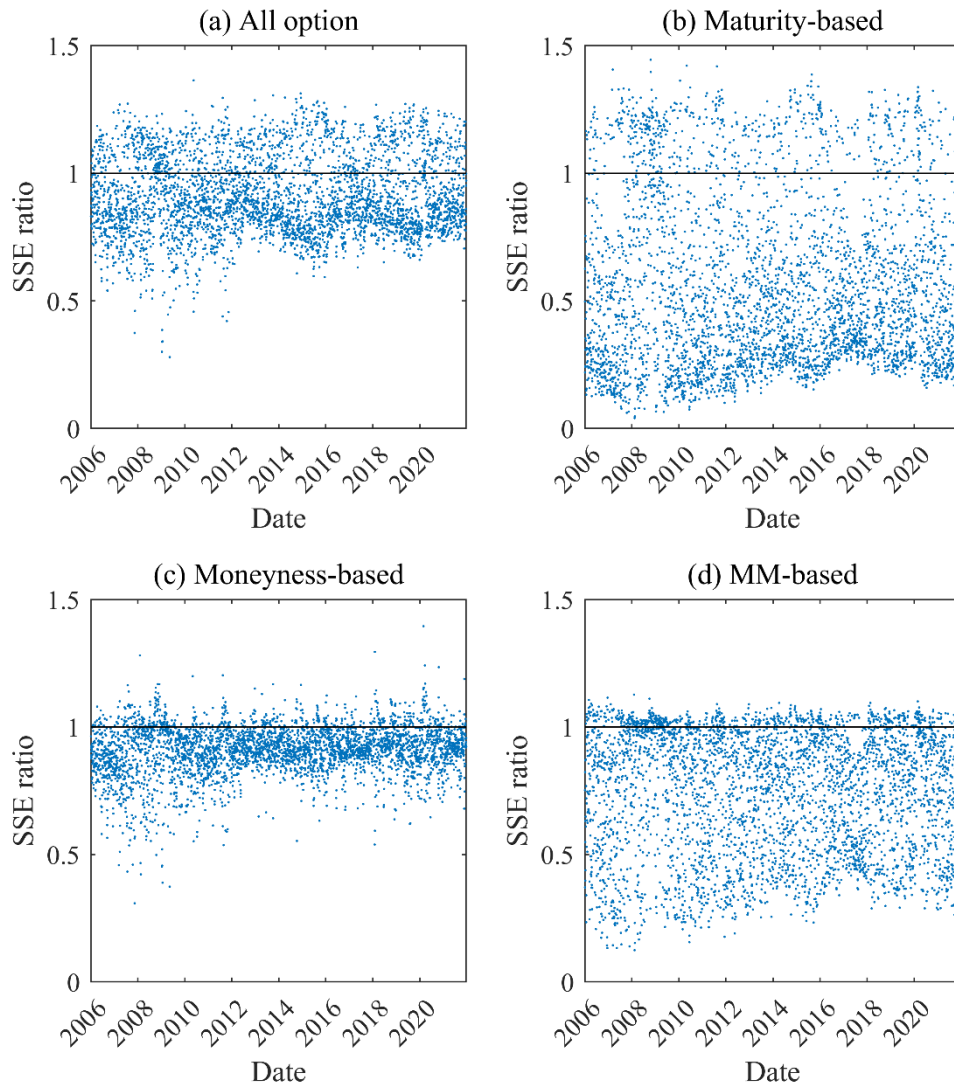 (a) All option
1.5
1
0.5
0
SSE ratio
2006 2008 2010 2012 2014 2016 2018 2020
Date
(b) Maturity-based
1.5
1
0.5
0
SSE ratio
2006 2008 2010 2012 2014 2016 2018 2020
Date
(c) Moneyness-based
1.5
1
0.5
0
SSE ratio
2006 2008 2010 2012 2014 2016 2018 2020
Date
(d) MM-based
1.5
1
0.5
0
SSE ratio
2006 2008 2010 2012 2014 2016 2018 2020
Date